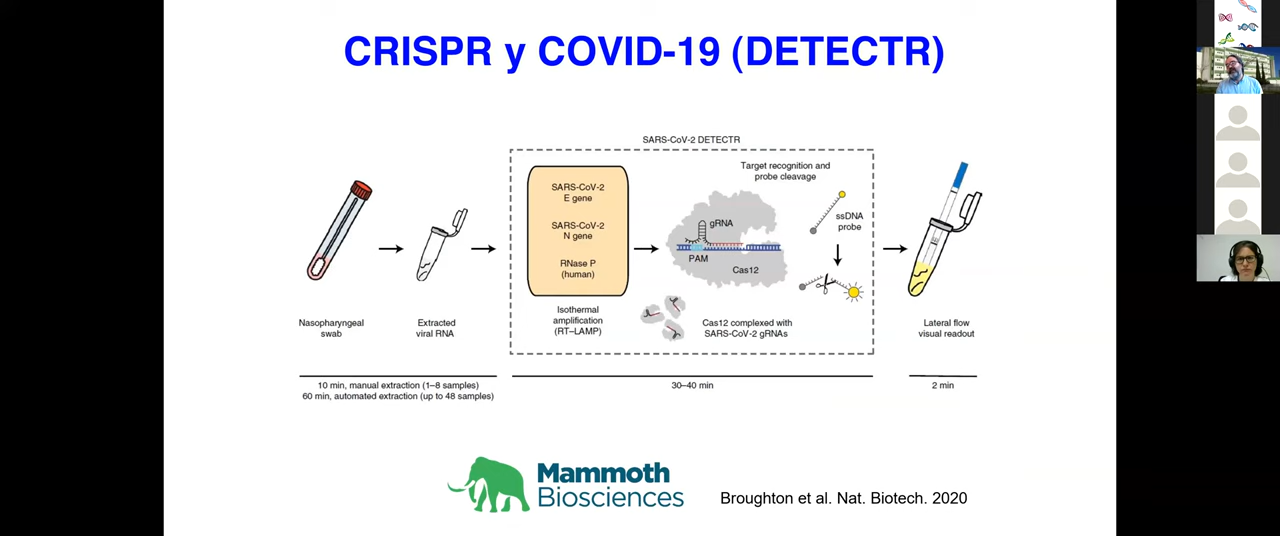 CRISPR y COVID-19 (DETECTR)
SARS-CoV-2 DETECTR
Nasopharyngeal
swab
Extracted
viral RNA
SARS-CoV-2
E gene
SARS-CoV-2
N gene
RNase P
(human)
Isothermal
amplification
(RT–LAMP)
Target recognition and
probe cleavage
gRNA
PAM
Cas12
ssDNA
probe
Cas12 complexed with
SARS-CoV-2 gRNAs
Lateral flow
visual readout
10 min, manual extraction (1–8 samples)
60 min, automated extraction (up to 48 samples)
30–40 min
2 min
Mammoth
Biosciences
Broughton et al. Nat. Biotech. 2020